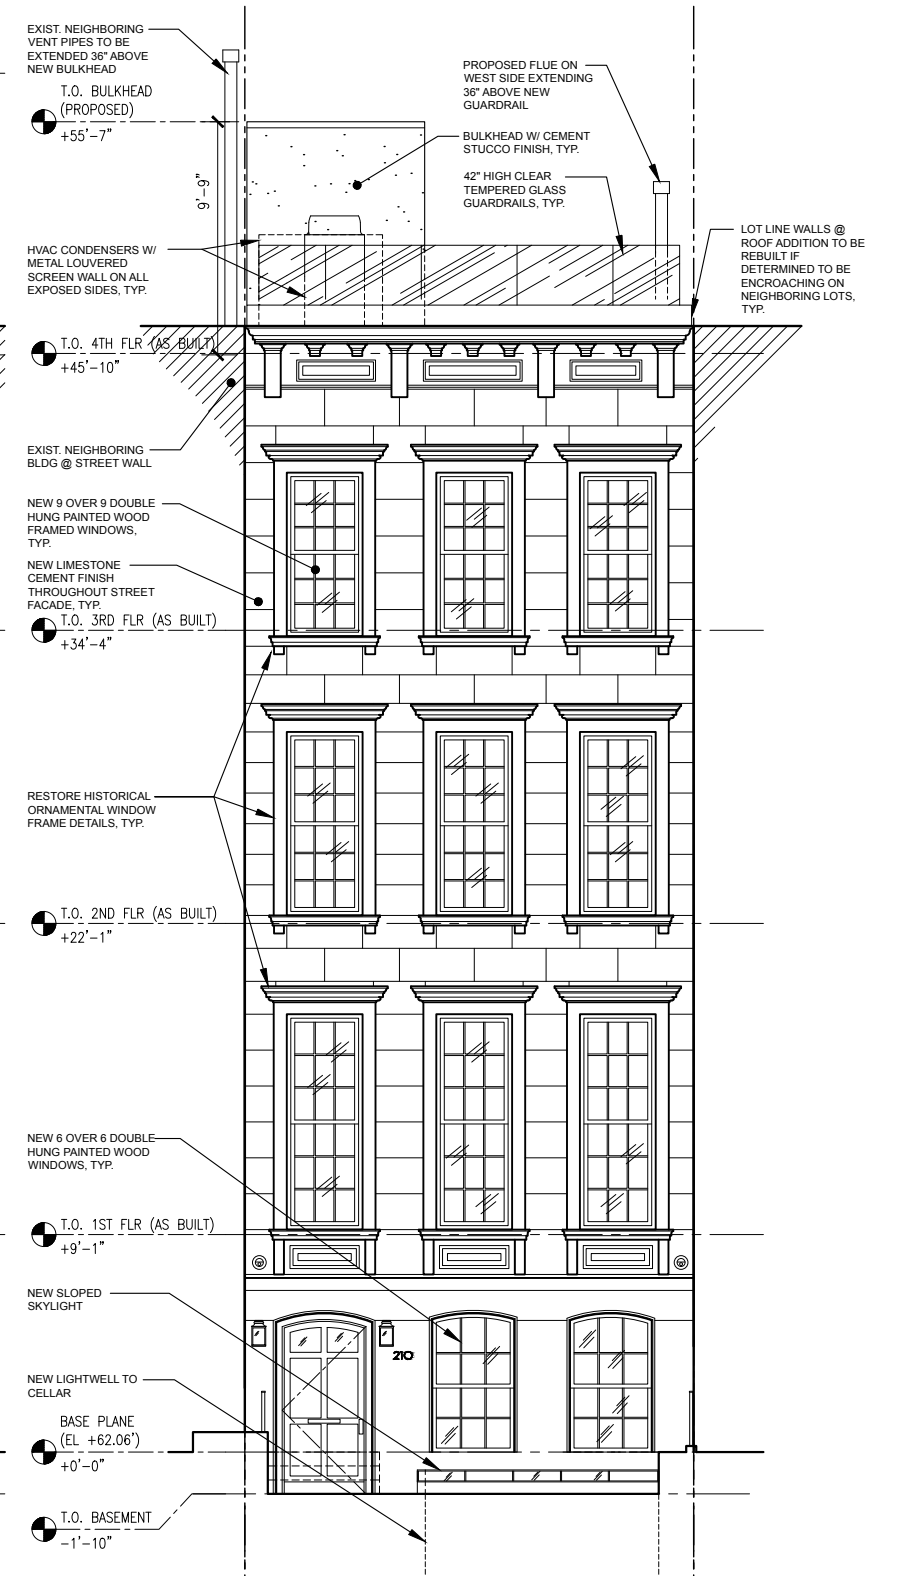 EXIST. NEIGHBORING
VENT PIPES TO BE
EXTENDED 36" ABOVE
NEW BULKHEAD
T.O. BULKHEAD
(PROPOSED)
+55'-7"
9'-9"
PROPOSED FLUE ON
WEST SIDE EXTENDING
36" ABOVE NEW
GUARDRAIL
BULKHEAD W/ CEMENT
STUCCO FINISH, TYP.
42" HIGH CLEAR
TEMPERED GLASS
GUARDRAILS, TYP.
LOT LINE WALLS @
ROOF ADDITION TO BE
REBUILT IF
DETERMINED TO BE
ENCROACHING ON
NEIGHBORING LOTS,
TYP.
HVAC CONDENSERS W/
METAL LOUVERED
SCREEN WALL ON ALL
EXPOSED SIDES, TYP.
T.O. 4TH FLR (AS BUILT)
+45'-10"
EXIST. NEIGHBORING
BLDG @ STREET WALL
NEW 9 OVER 9 DOUBLE
HUNG PAINTED WOOD
FRAMED WINDOWS,
TYP.
NEW LIMESTONE
CEMENT FINISH
THROUGHOUT STREET
FACADE, TYP.
T.O. 3RD FLR (AS BUILT)
+34'-4"
RESTORE HISTORICAL
ORNAMENTAL WINDOW
FRAME DETAILS, TYP.
T.O. 2ND FLR (AS BUILT)
+22'-1"
NEW 6 OVER 6 DOUBLE
HUNG PAINTED WOOD
WINDOWS, TYP.
T.O. 1ST FLR (AS BUILT)
+9'-1"
NEW SLOPED
SKYLIGHT
210
NEW LIGHTWELL TO
CELLAR
BASE PLANE
(EL +62.06')
+0'-0"
T.O. BASEMENT
-1'-10"